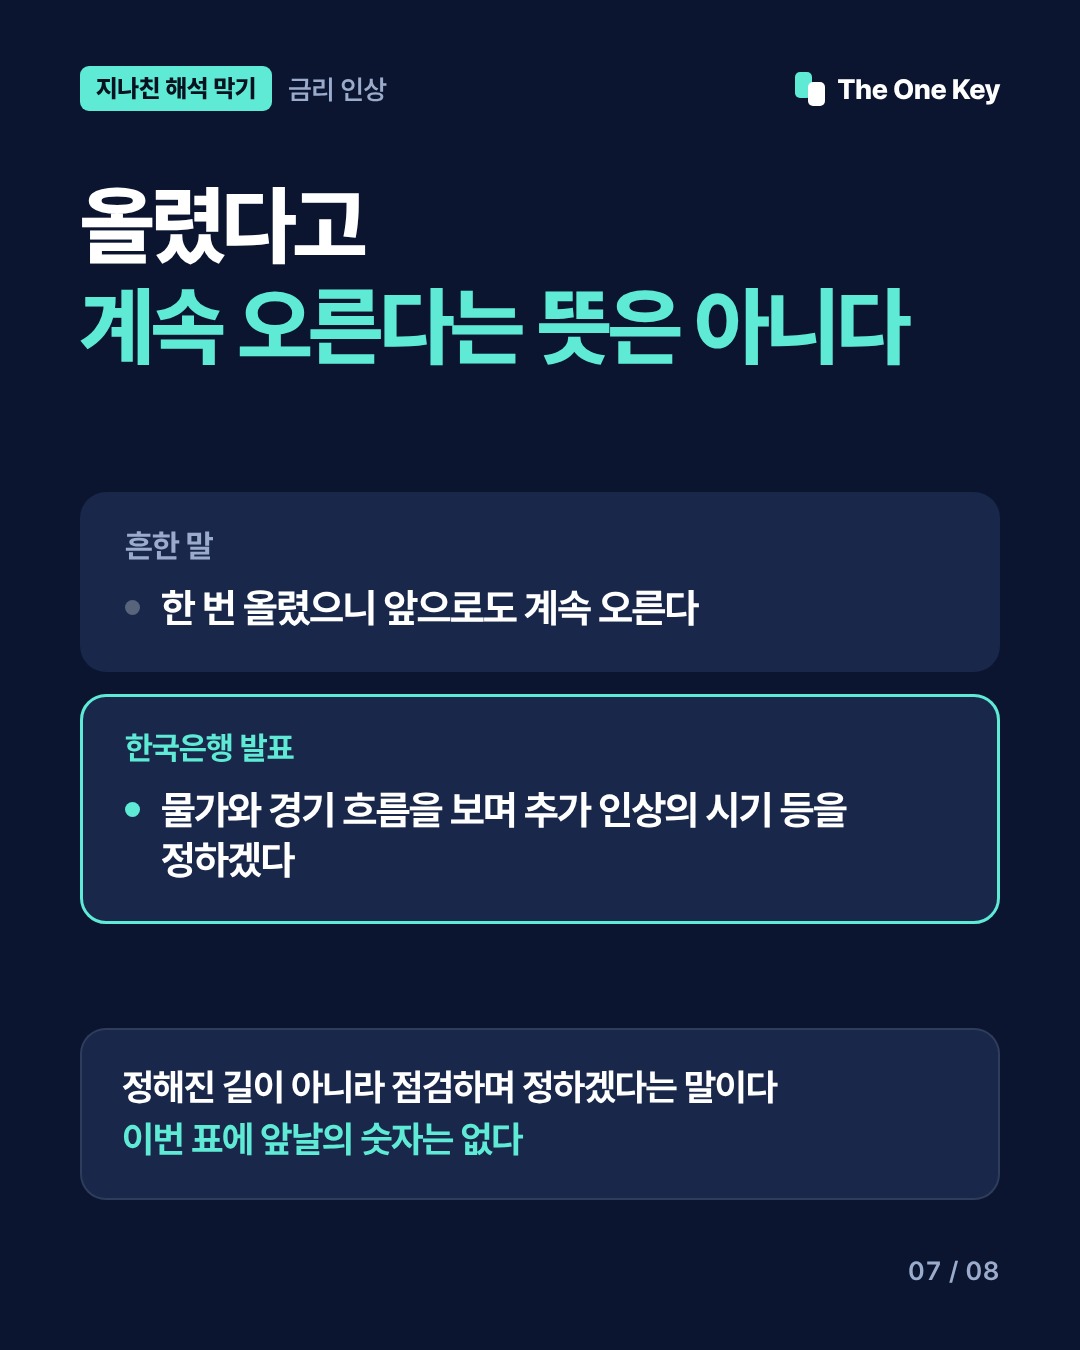 지나친 해석 막기 금리 인상
The One Key
올렸다고
계속 오른다는 뜻은 아니다
흔한 말
한 번 올렸으니 앞으로도 계속 오른다
한국은행 발표
물가와 경기 흐름을 보며 추가 인상의 시기 등을
정하겠다
정해진 길이 아니라 점검하며 정하겠다는 말이다
이번 표에 앞날의 숫자는 없다
07 / 08